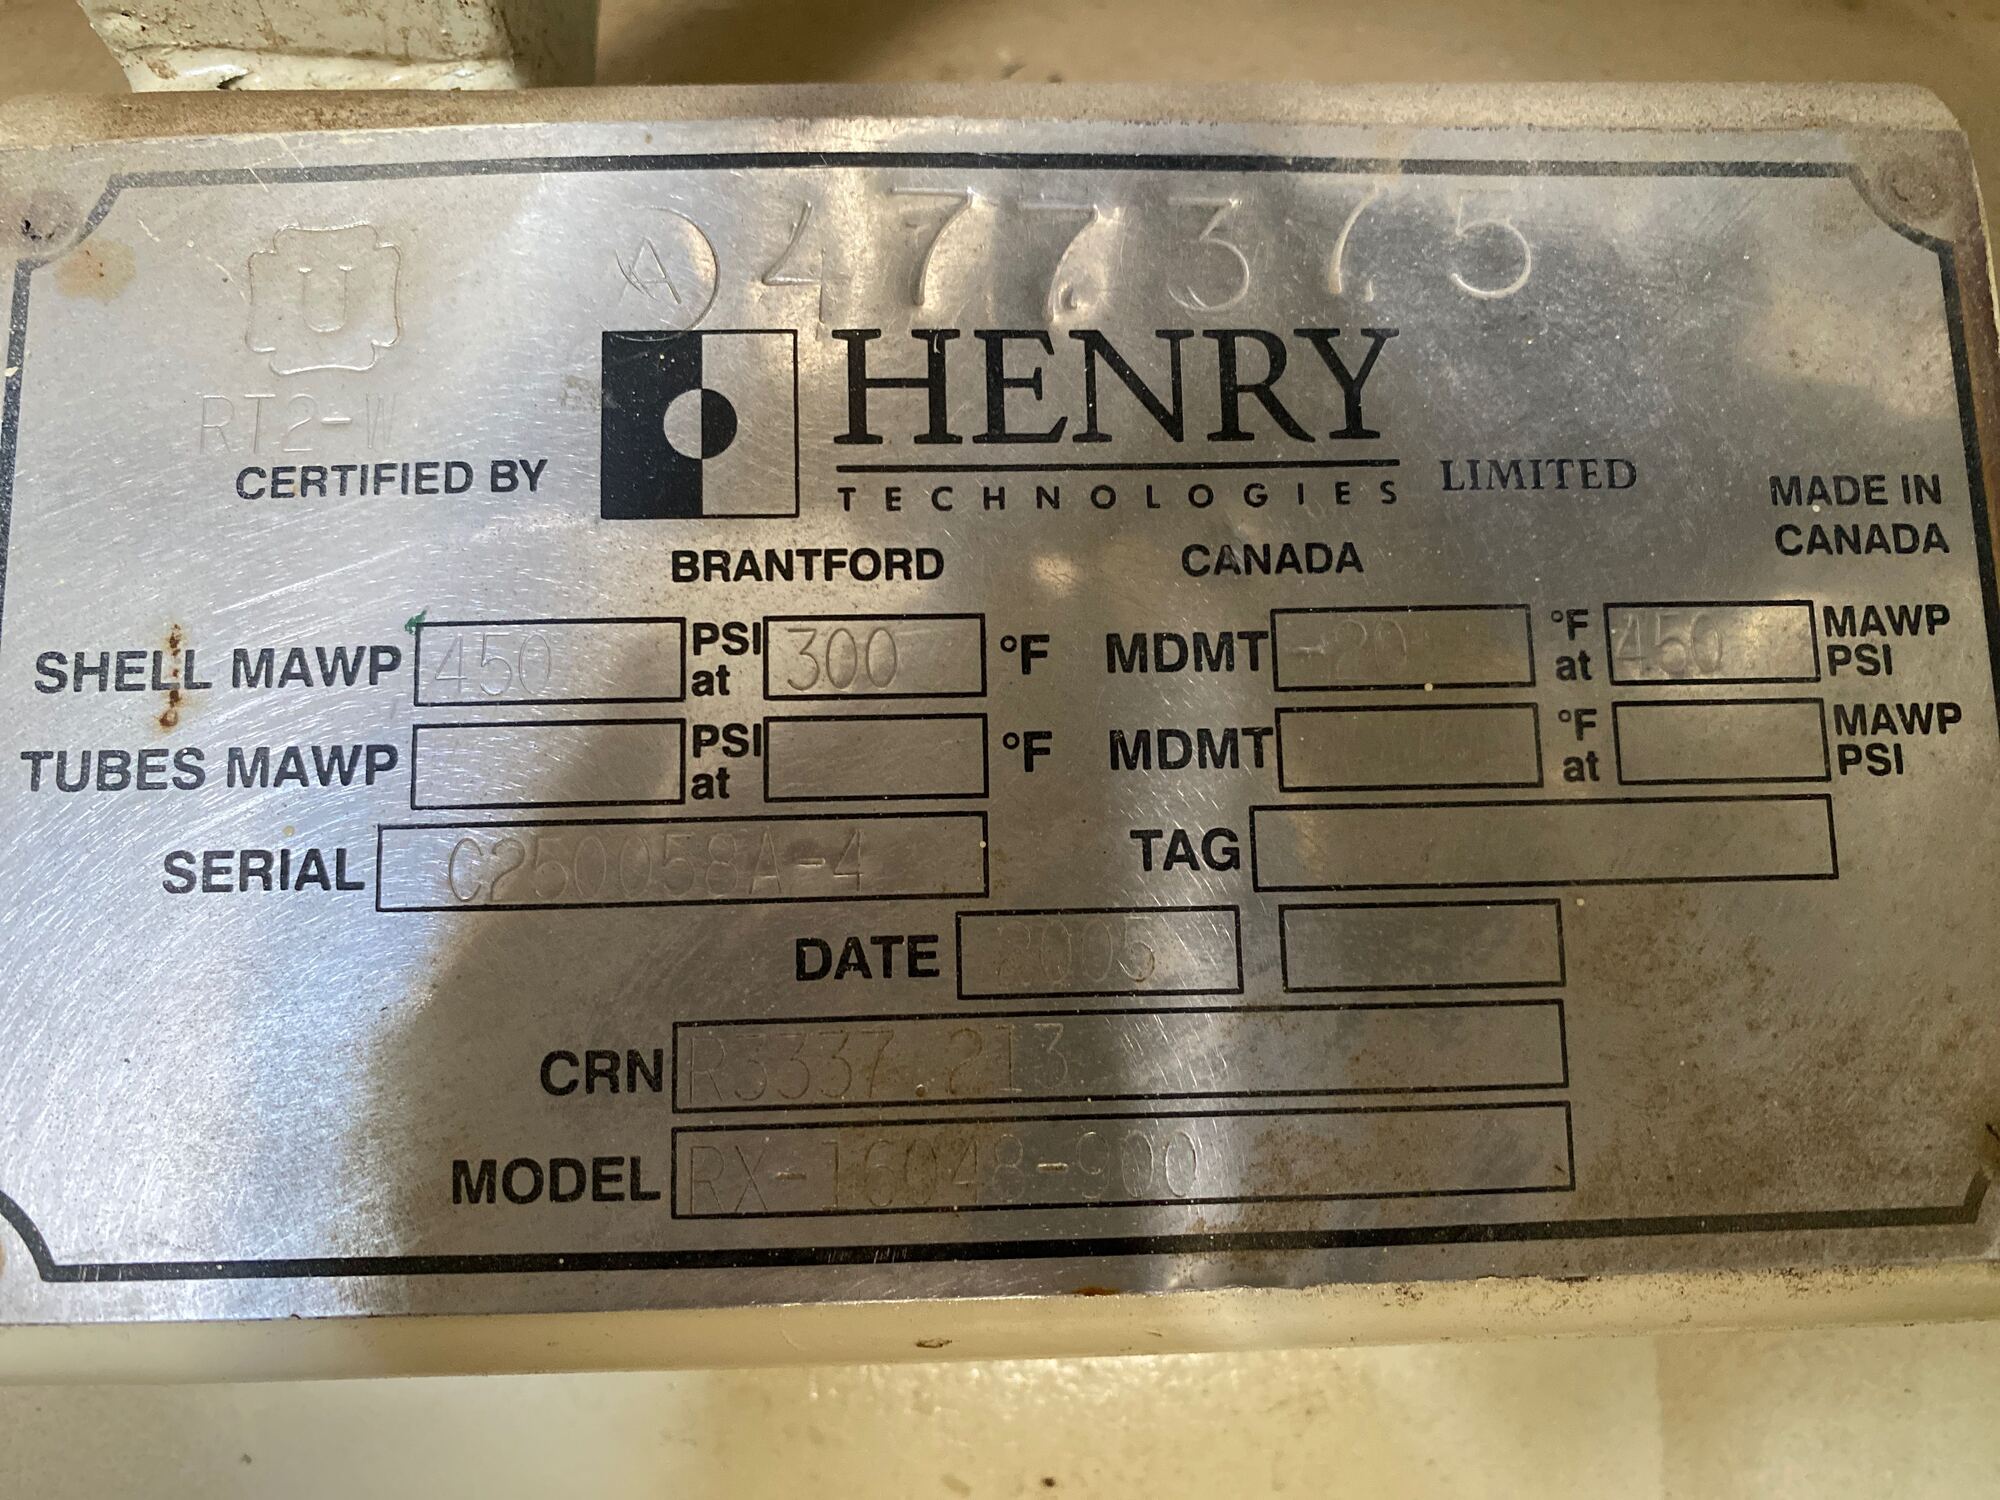 A 477375
U
RT2-W
CERTIFIED BY
HENRY
TECHNOLOGIES LIMITED
MADE IN
CANADA
BRANTFORD CANADA
SHELL MAWP 450 PSI at 300 °F MDMT -20 °F at 450 MAWP PSI
TUBES MAWP PSI at °F MDMT °F at MAWP PSI
SERIAL C250058A-4 TAG
DATE 2005
CRN R3337.213
MODEL RX-16048-900